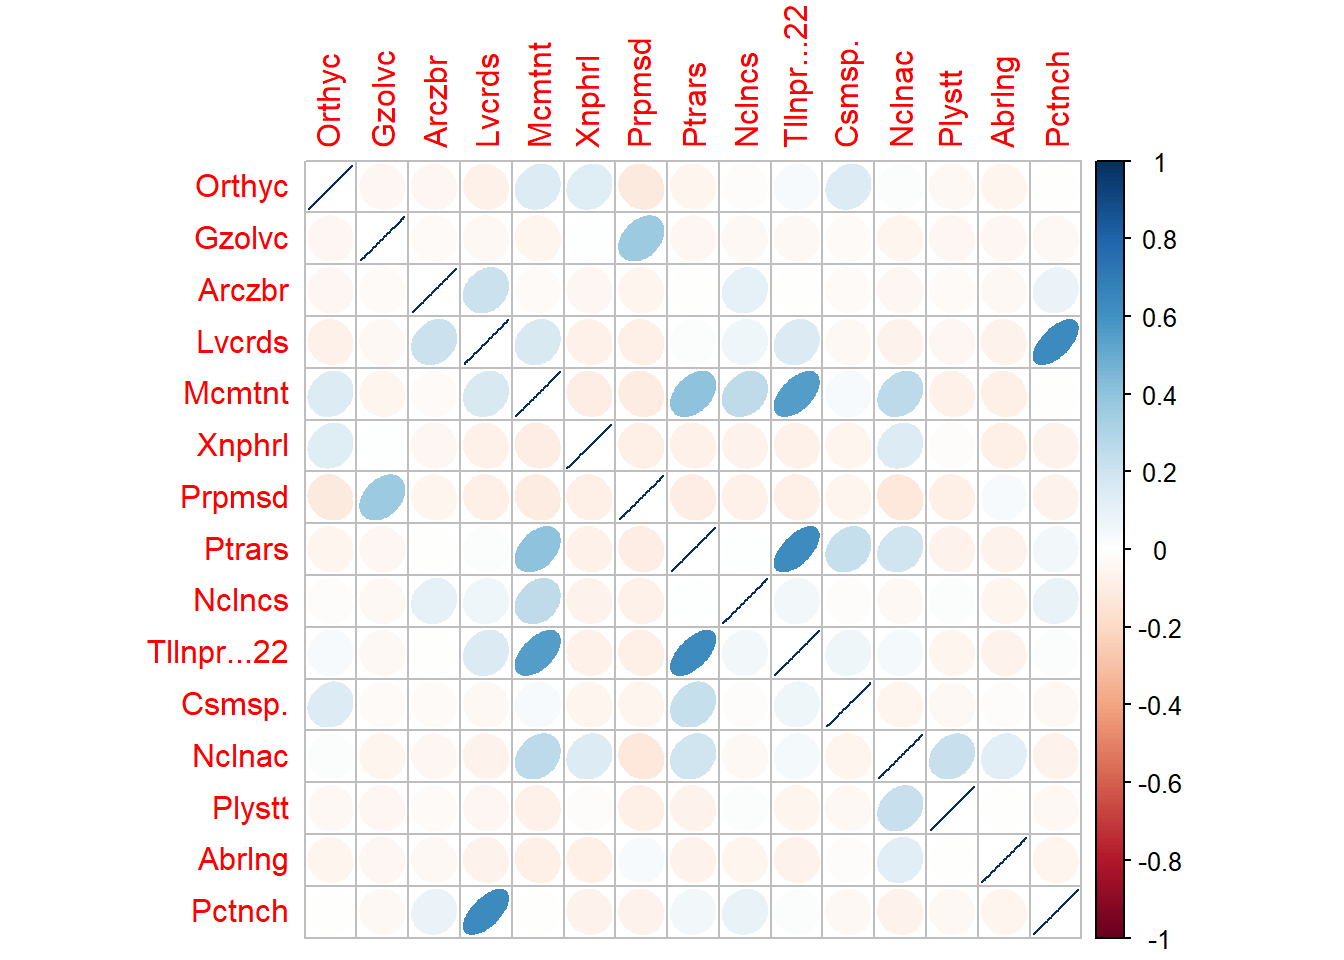 Orthyc
Gzolvc
Arczbr
Lvcrds
Mcmtnt
Xnphrl
Prpmsd
Ptrars
Nclncs
Tllnpr...22
Csmsp.
Nclnac
Plystt
Abrlng
Pctnch
Orthyc
Gzolvc
Arczbr
Lvcrds
Mcmtnt
Xnphrl
Prpmsd
Ptrars
Nclncs
Tllnpr...22
Csmsp.
Nclnac
Plystt
Abrlng
Pctnch
1
0.8
0.6
0.4
0.2
0
-0.2
-0.4
-0.6
-0.8
-1